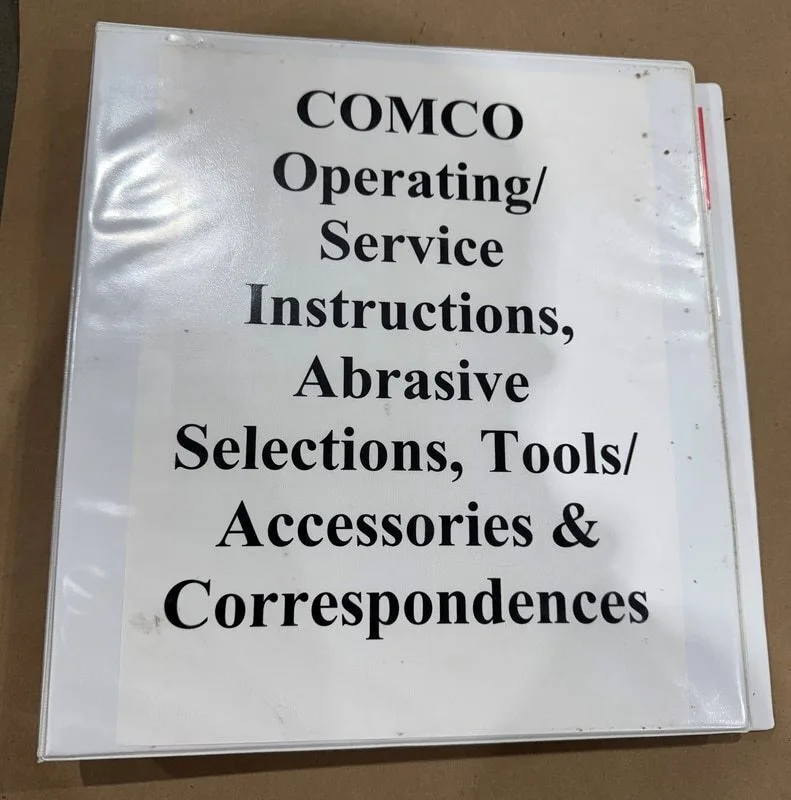 COMCO
Operating/
Service
Instructions,
Abrasive
Selections, Tools/
Accessories &
Correspondences